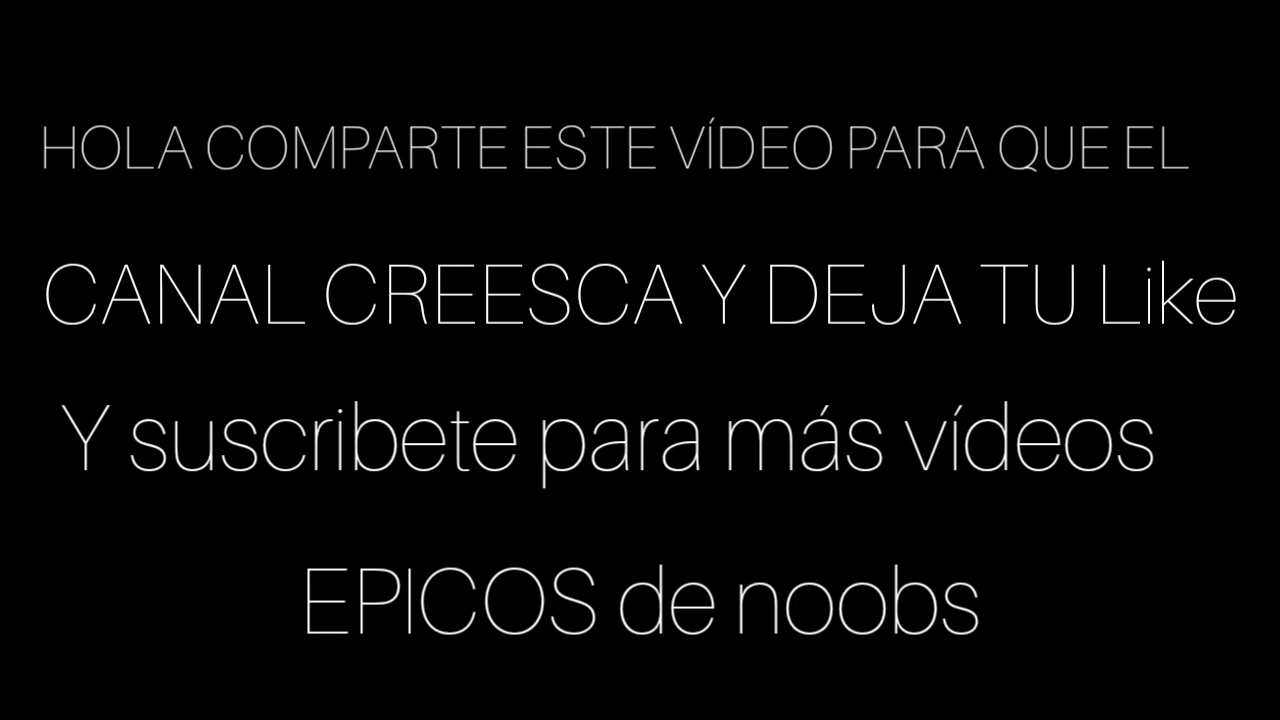 HOLA COMPARTE ESTE VÍDEO PARA QUE EL
CANAL CREESCA Y DEJA TU Like
Y suscribete para más vídeos
EPICOS de noobs